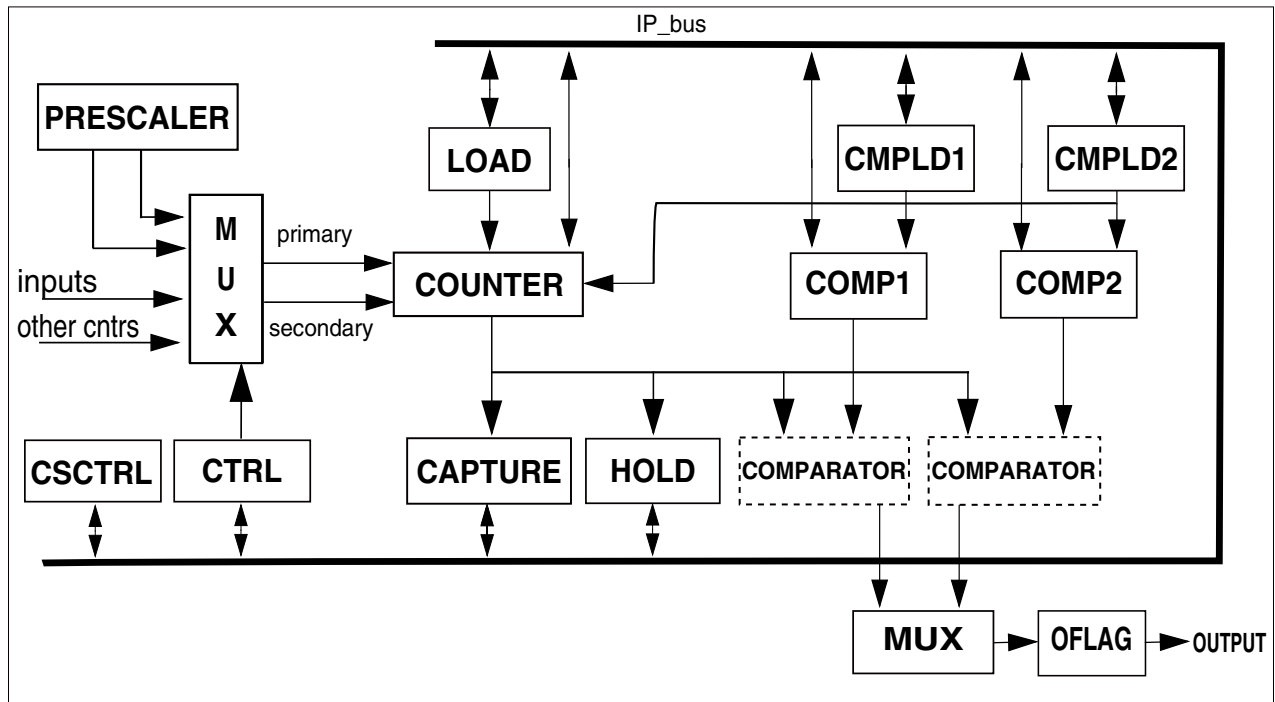 IP_bus
PRESCALER
LOAD
CMPLD1
CMPLD2
M
U
X
primary
secondary
inputs
other cntrs
COUNTER
COMP1
COMP2
CSCTRL
CTRL
CAPTURE
HOLD
COMPARATOR
COMPARATOR
MUX
OFLAG
OUTPUT